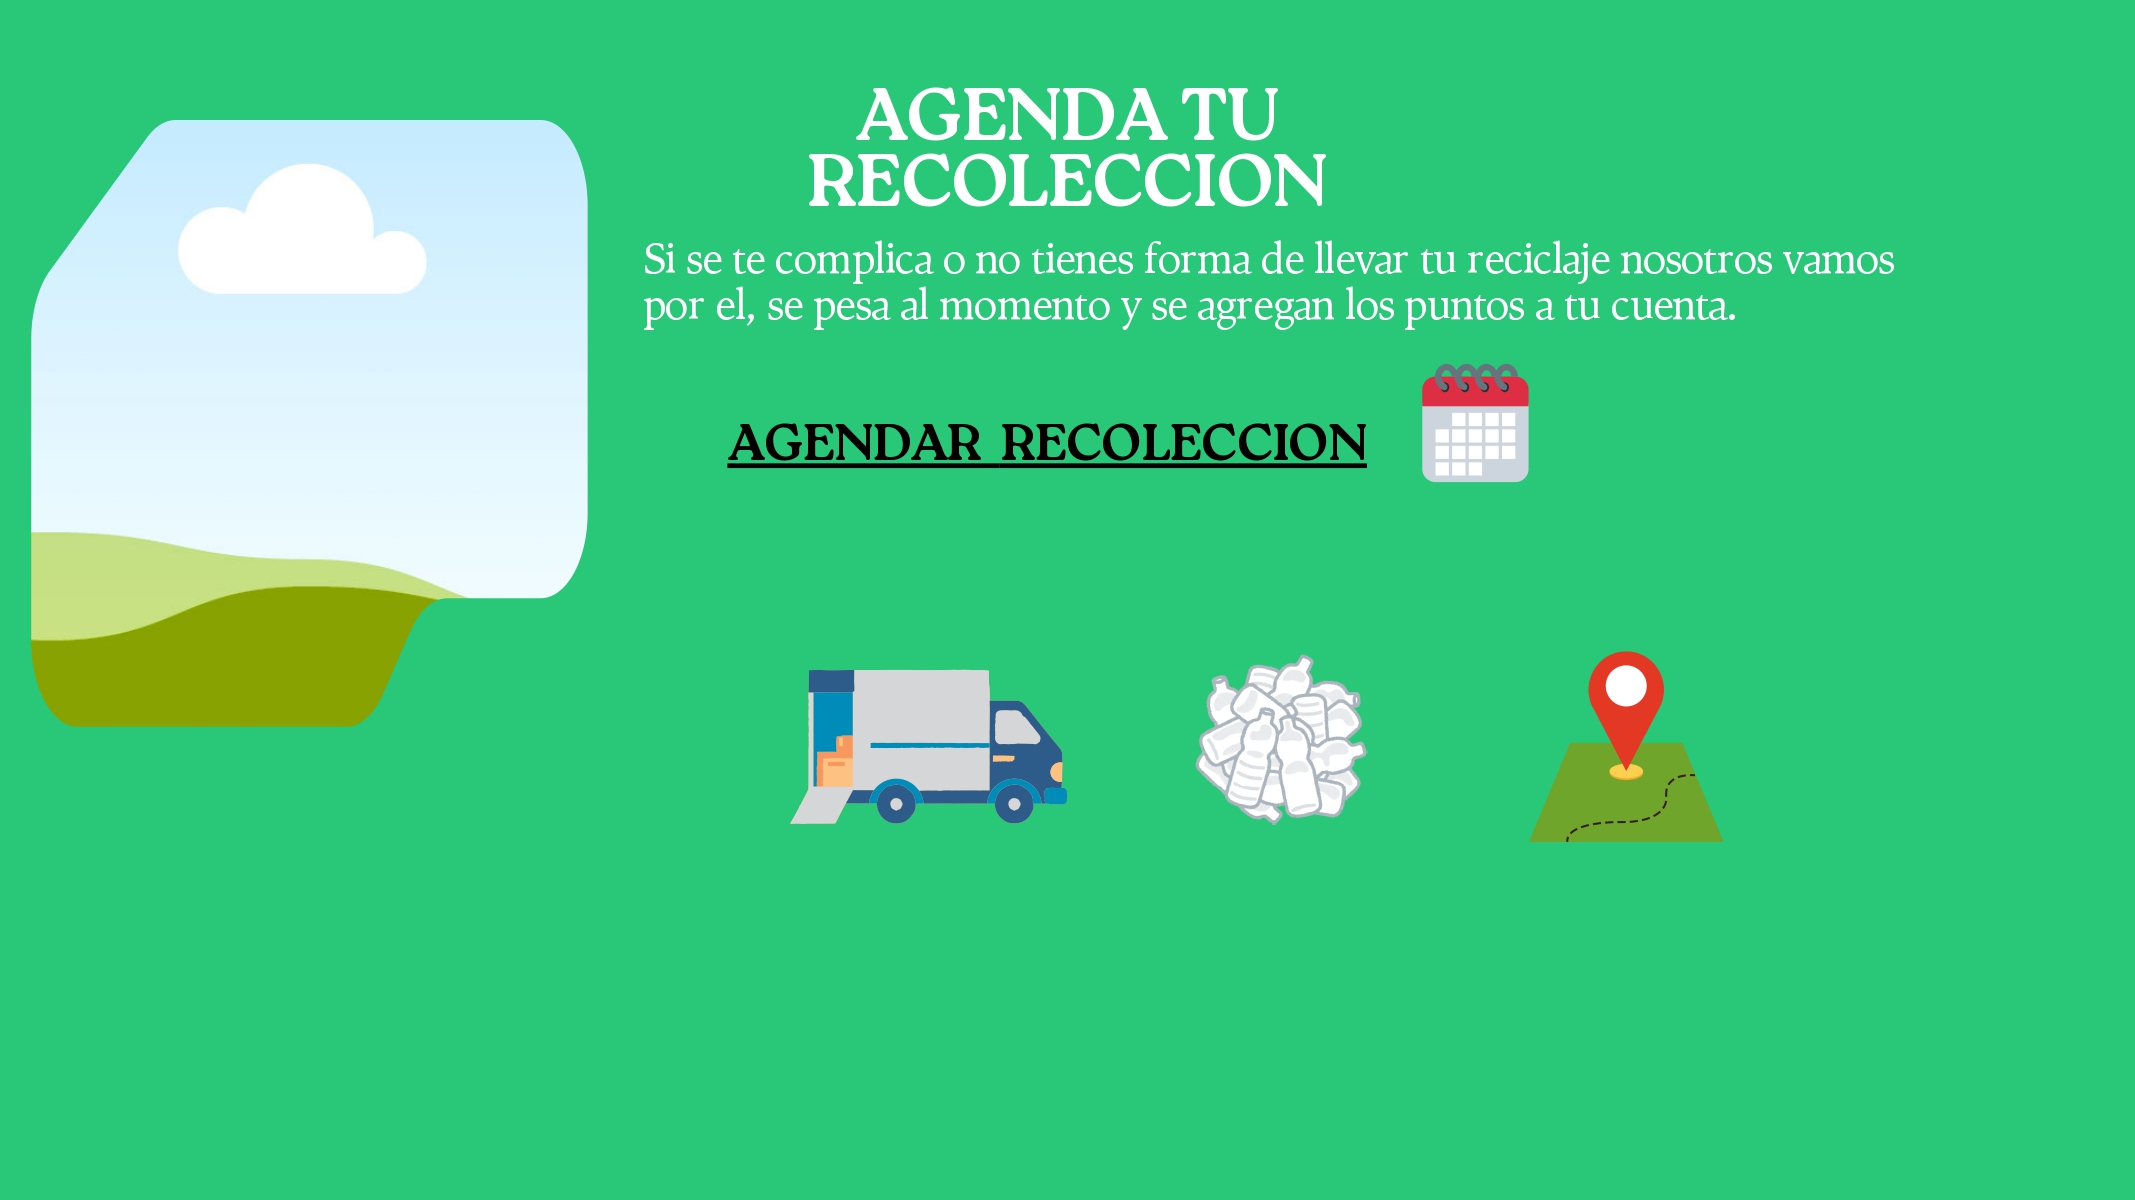 AGENDA TU
RECOLECCION
Si se te complica o no tienes forma de llevar tu reciclaje nosotros vamos
por el, se pesa al momento y se agregan los puntos a tu cuenta.
AGENDAR RECOLECCION